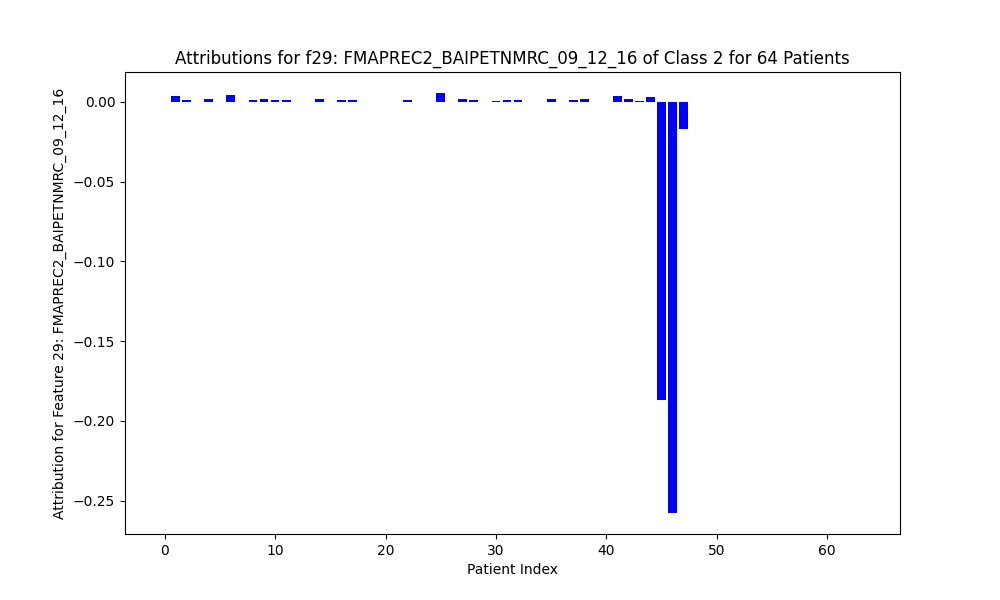 Attributions for f29: FMAPREC2_BAIPETNMRC_09_12_16 of Class 2 for 64 Patients
Attribution for Feature 29: FMAPREC2_BAIPETNMRC_09_12_16
0.00
−0.05
−0.10
−0.15
−0.20
−0.25
0 10 20 30 40 50 60
Patient Index